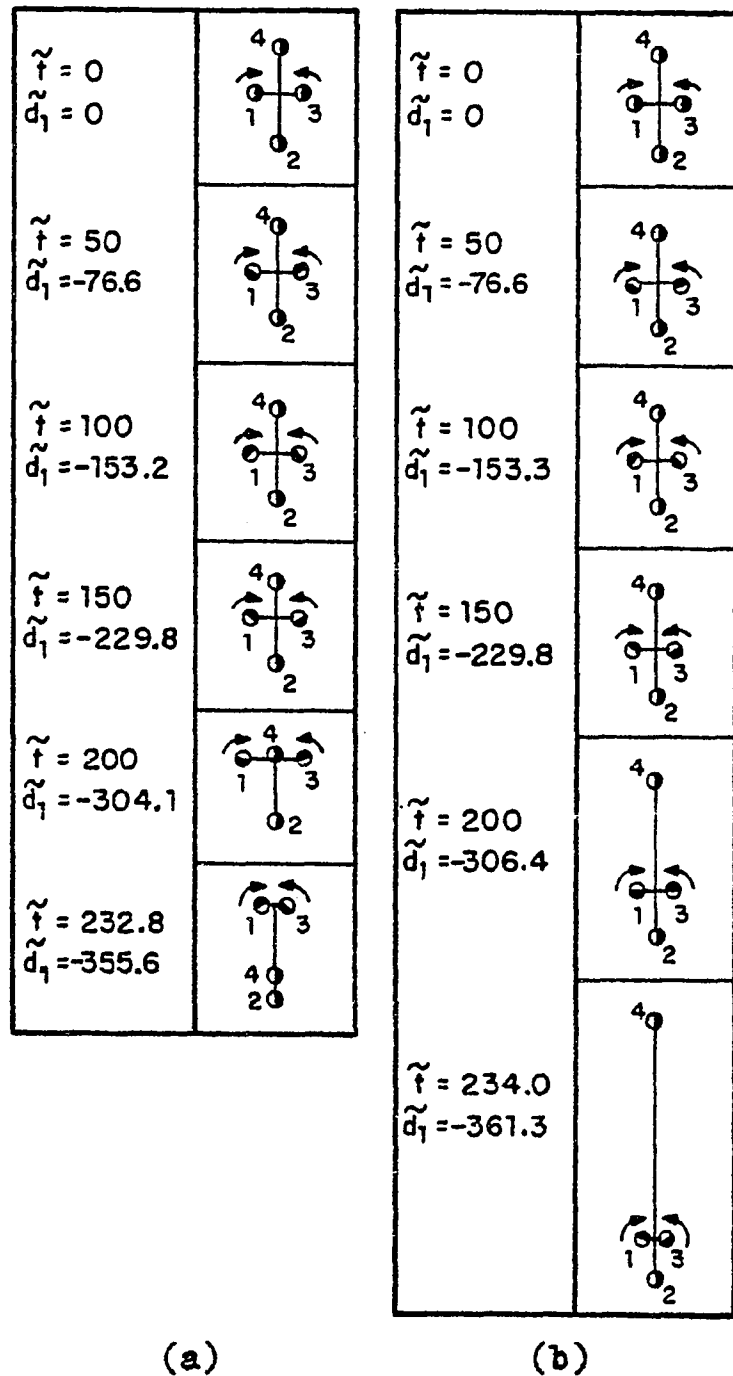 t̃ = 0
d̃₁ = 0
4
1 3
2
t̃ = 50
d̃₁ = -76.6
4
1 3
2
t̃ = 100
d̃₁ = -153.2
4
1 3
2
t̃ = 150
d̃₁ = -229.8
4
1 3
2
t̃ = 200
d̃₁ = -304.1
4
1 3
2
t̃ = 232.8
d̃₁ = -355.6
1 3
4
2
(a)
t̃ = 0
d̃₁ = 0
4
1 3
2
t̃ = 50
d̃₁ = -76.6
4
1 3
2
t̃ = 100
d̃₁ = -153.3
4
1 3
2
t̃ = 150
d̃₁ = -229.8
4
1 3
2
t̃ = 200
d̃₁ = -306.4
4
1 3
2
t̃ = 234.0
d̃₁ = -361.3
4
1 3
2
(b)